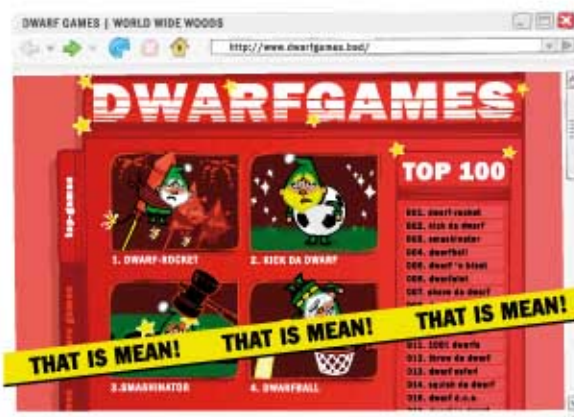 DWARF GAMES | WORLD WIDE WOODS
http://www.dwarfgames.bad/
DWARFGAMES
TOP 100
top-games
1. DWARF-ROCKET
2. KICK DA DWARF
001. dwarf-rocket
002. kick da dwarf
003. smashinator
004. dwarfball
THAT IS MEAN!
THAT IS MEAN!
THAT IS MEAN!
3.SMASHINATOR
4. DWARFBALL
011. 1001 dwarfs
012. throw da dwarf
013. dwarf safari
014. squish da dwarf